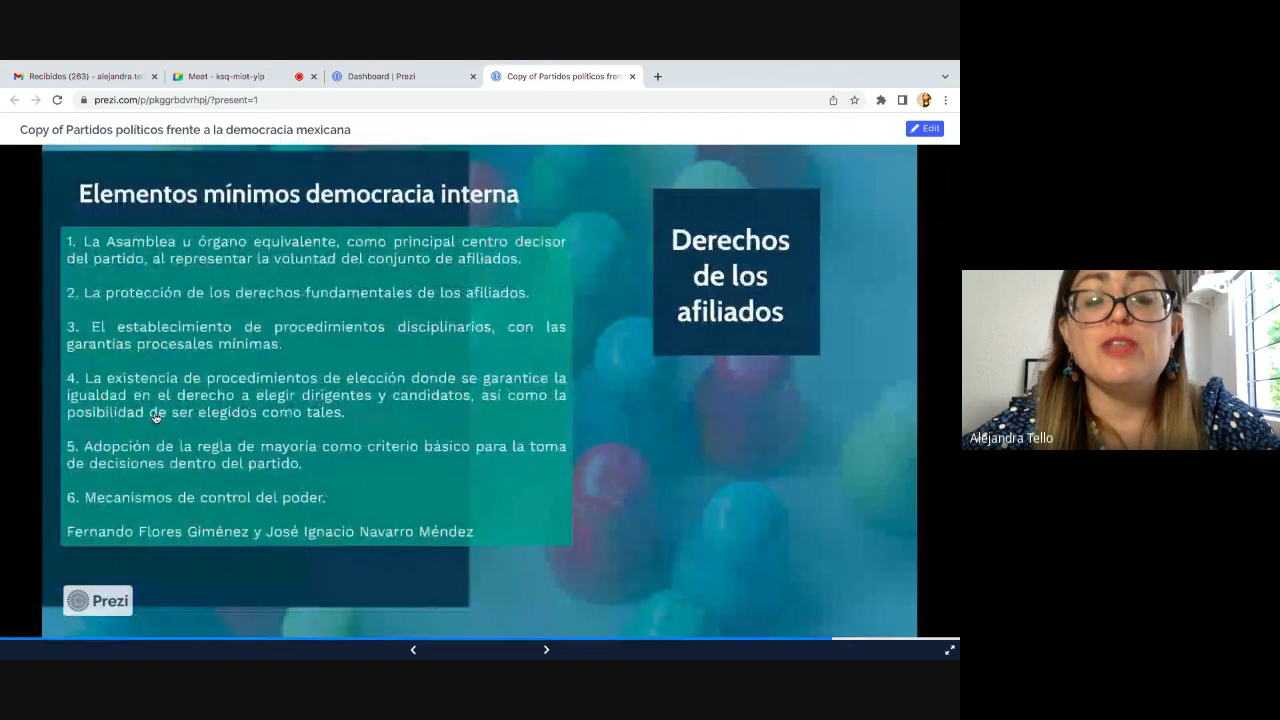 Recibidos (263) - alejandra.tel
Meet - ksq-miot-yip
Dashboard | Prezi
Copy of Partidos políticos fren
prezi.com/p/pkggrbdvrhpj/?present=1
Copy of Partidos políticos frente a la democracia mexicana
Edit
Elementos mínimos democracia interna
1. La Asamblea u órgano equivalente, como principal centro decisor
del partido, al representar la voluntad del conjunto de afiliados.
2. La protección de los derechos fundamentales de los afiliados.
3. El establecimiento de procedimientos disciplinarios, con las
garantías procesales mínimas.
4. La existencia de procedimientos de elección donde se garantice la
igualdad en el derecho a elegir dirigentes y candidatos, así como la
posibilidad de ser elegidos como tales.
5. Adopción de la regla de mayoría como criterio básico para la toma
de decisiones dentro del partido.
6. Mecanismos de control del poder.
Fernando Flores Giménez y José Ignacio Navarro Méndez
Derechos
de los
afiliados
Prezi
Alejandra Tello